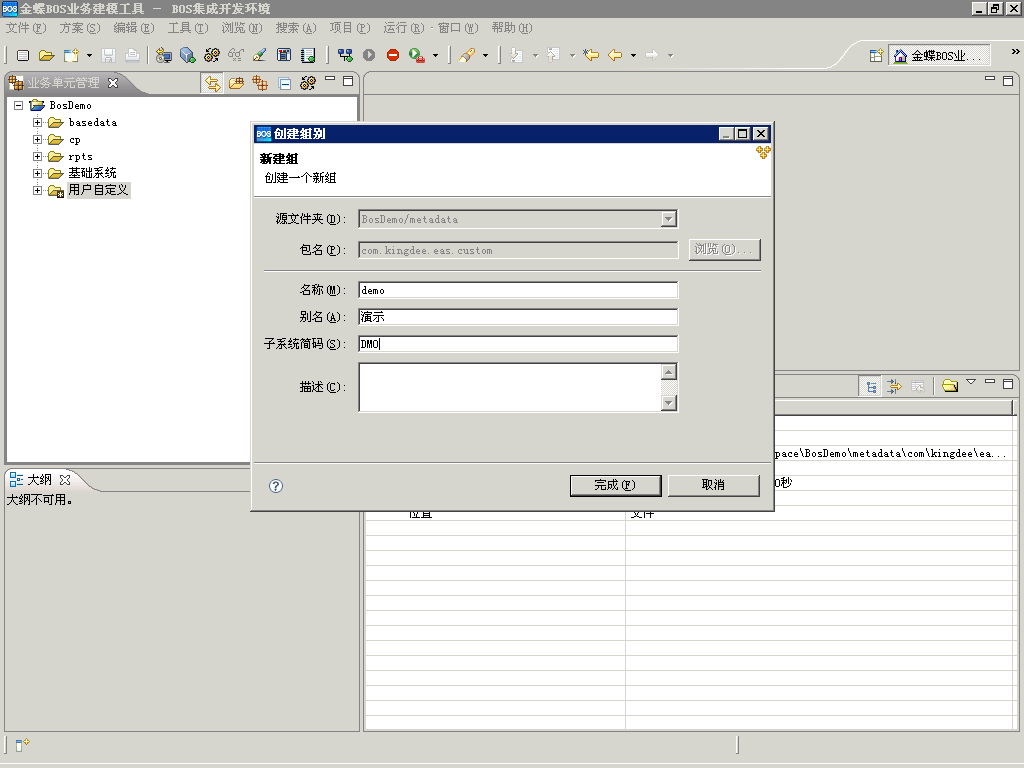 BOS 金蝶BOS业务建模工具 — BOS集成开发环境
文件(F) 方案(S) 编辑(E) 工具(T) 浏览(N) 搜索(A) 项目(P) 运行(R) 窗口(W) 帮助(H)
金蝶BOS业...
业务单元管理
BosDemo
basedata
cp
rpts
基础系统
用户自定义
BOS 创建组别
新建组
创建一个新组
源文件夹(D): BosDemo/metadata
包名(P): com.kingdee.eas.custom 浏览(O)...
名称(M): demo
别名(A): 演示
子系统简码(S): DMO
描述(C):
完成(F) 取消
pace\BosDemo\metadata\com\kingdee\ea...
0秒
位置 文件
大纲
大纲不可用。